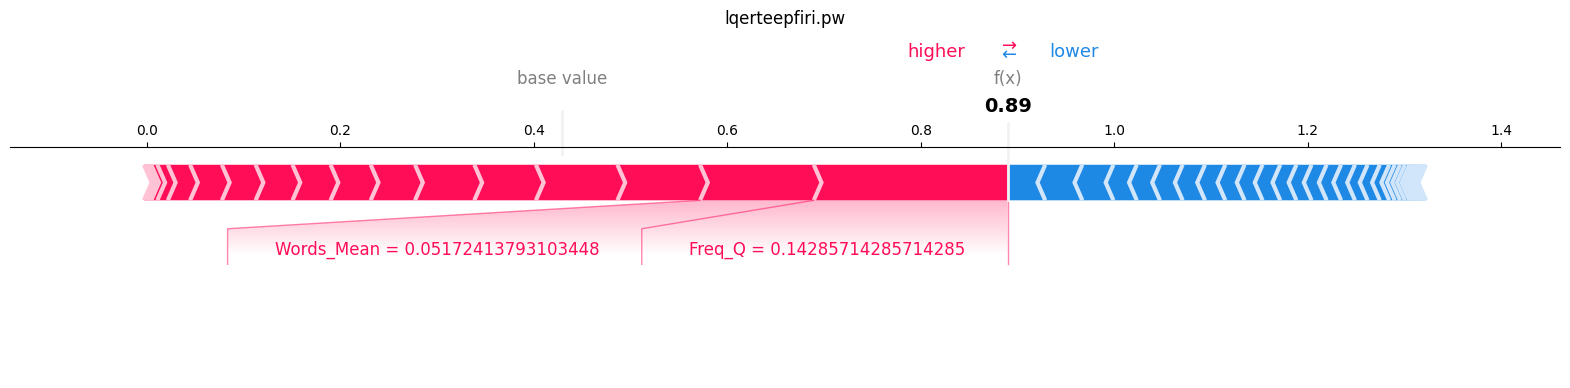 lqerteepfiri.pw
higher ⇄ lower
base value f(x)
0.89
0.0 0.2 0.4 0.6 0.8 1.0 1.2 1.4
Words_Mean = 0.05172413793103448 Freq_Q = 0.14285714285714285